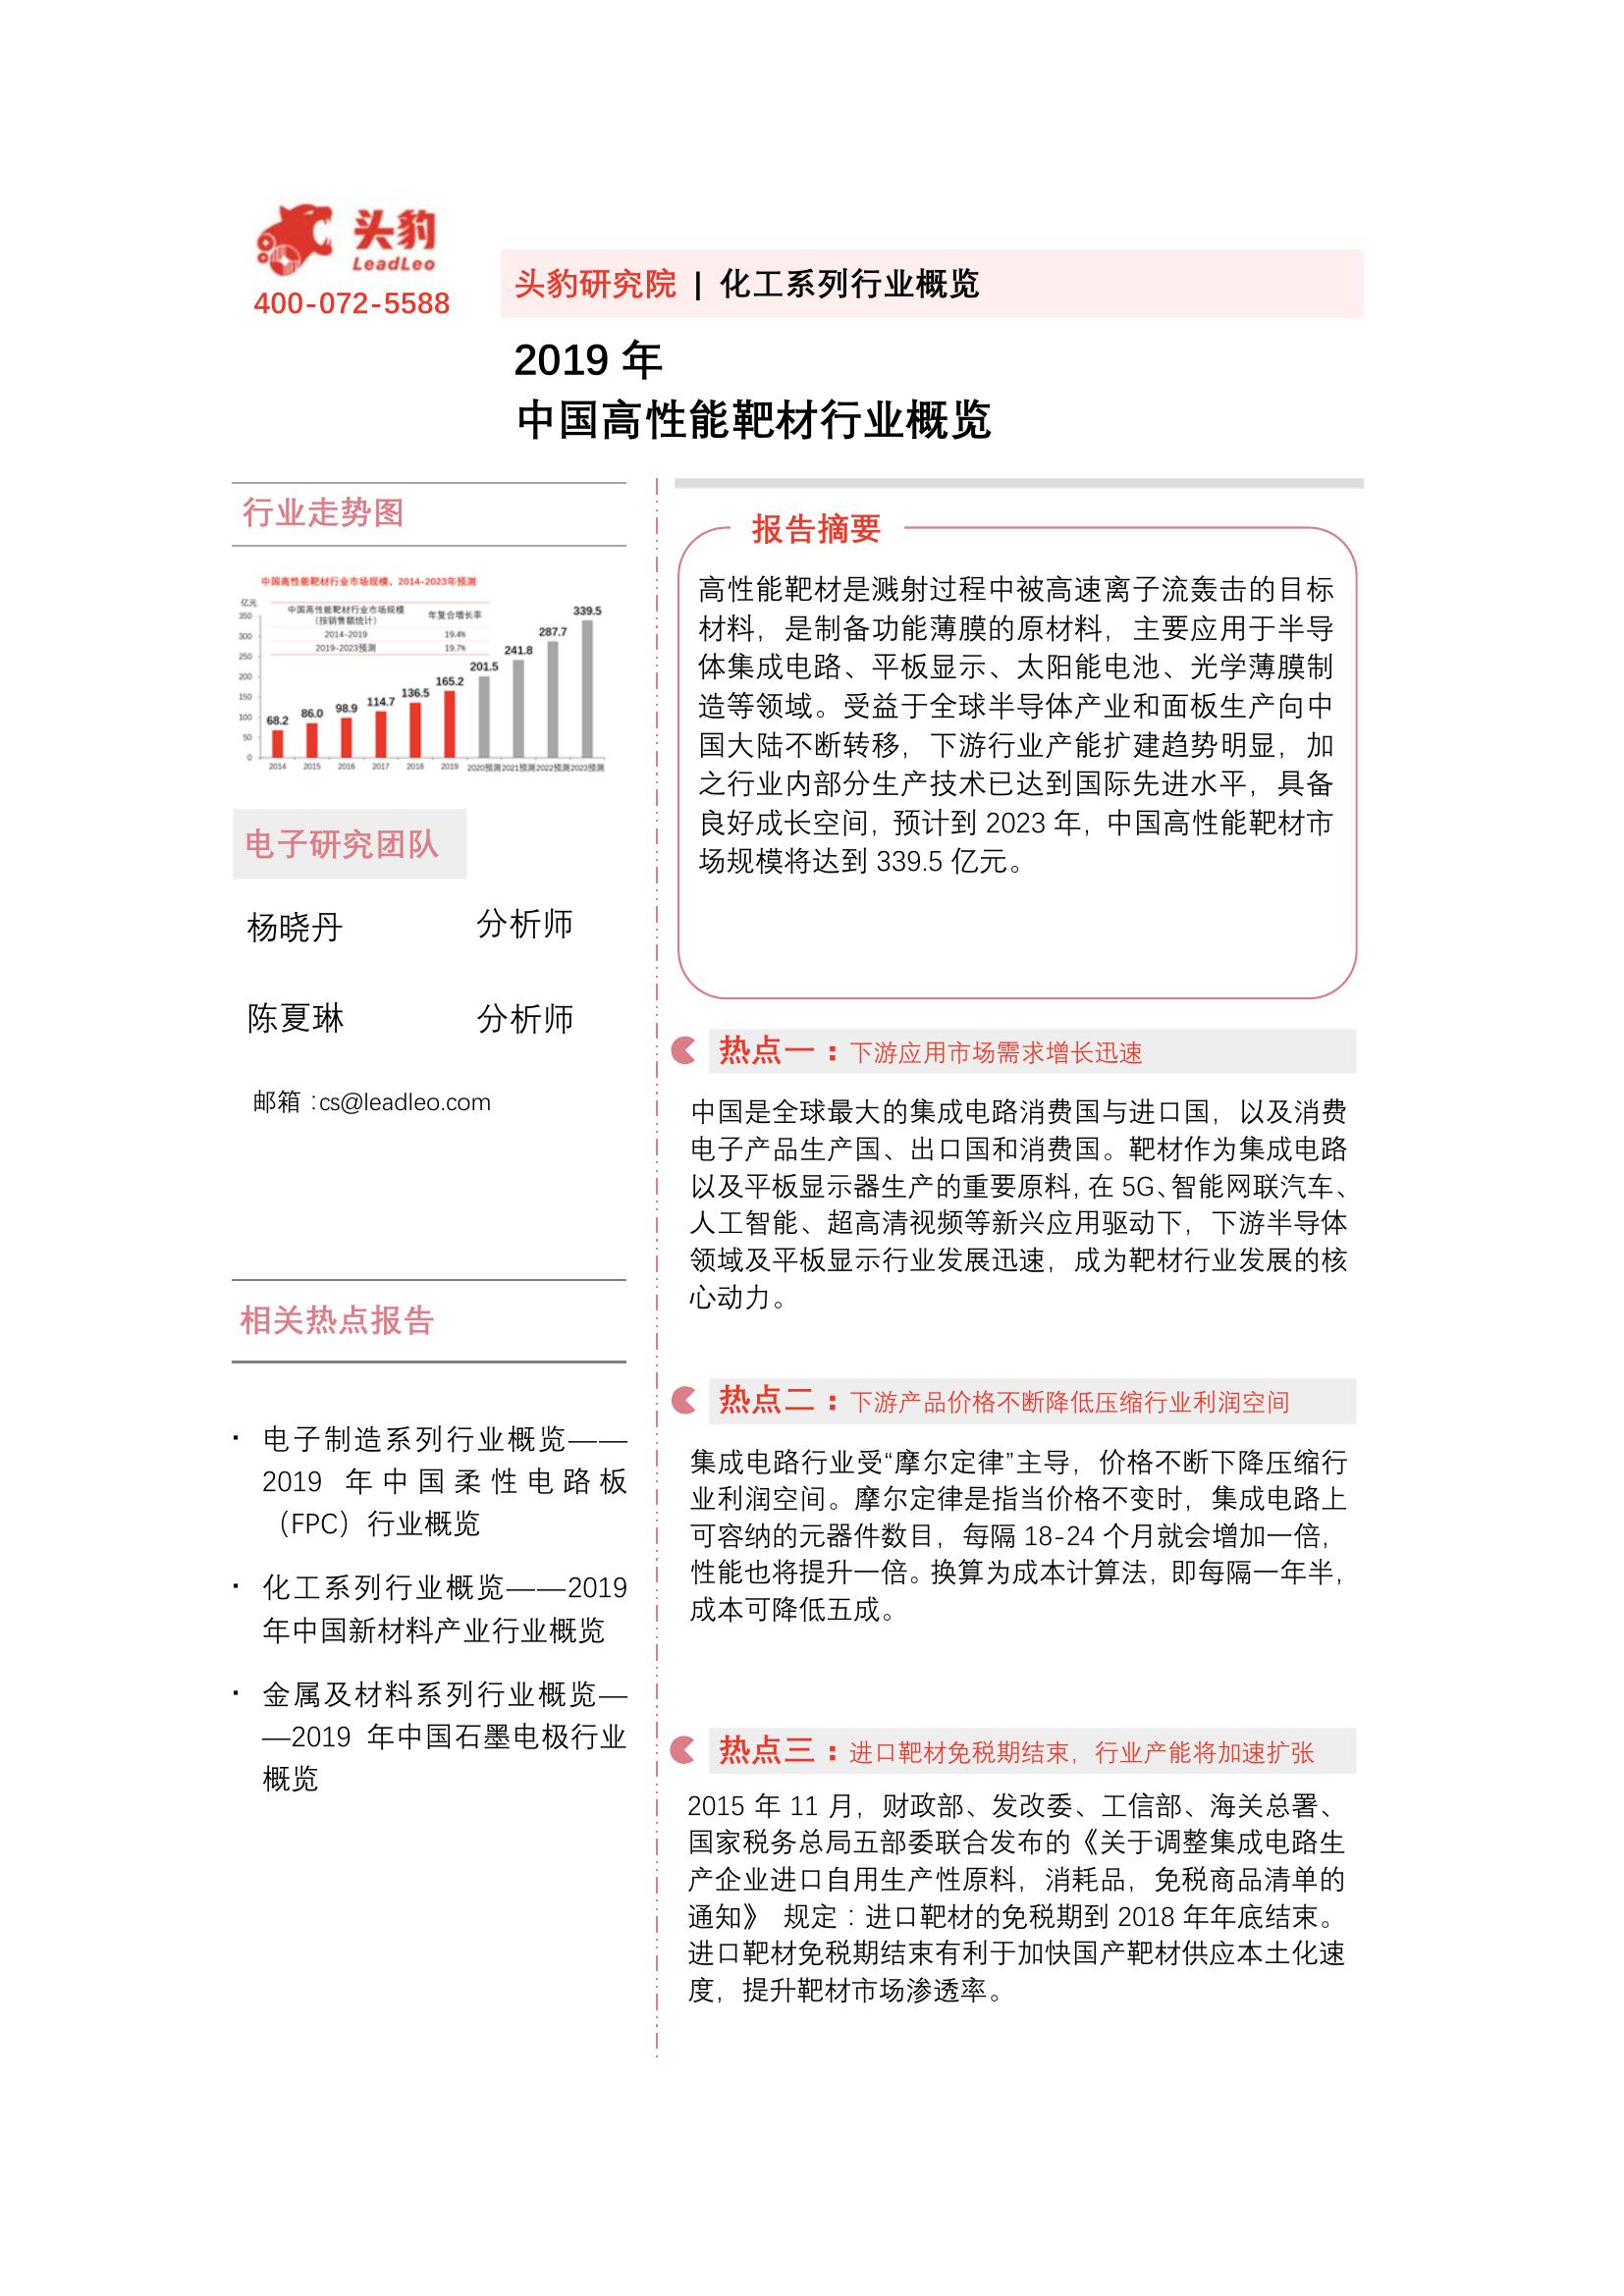 头豹
LeadLeo
400-072-5588
头豹研究院 | 化工系列行业概览
2019 年
中国高性能靶材行业概览
行业走势图
中国高性能靶材行业市场规模，2014-2023年预测
亿元
中国高性能靶材行业市场规模
（按销售额统计）
年复合增长率
2014-2019
19.4%
2019-2023预测
19.7%
350
300
250
200
150
100
50
0
68.2
86.0
98.9
114.7
136.5
165.2
201.5
241.8
287.7
339.5
2014
2015
2016
2017
2018
2019
2020预测
2021预测
2022预测
2023预测
电子研究团队
杨晓丹 分析师
陈夏琳 分析师
邮箱：cs@leadleo.com
相关热点报告
· 电子制造系列行业概览——
2019 年中国柔性电路板
（FPC）行业概览
· 化工系列行业概览——2019
年中国新材料产业行业概览
· 金属及材料系列行业概览—
—2019 年中国石墨电极行业
概览
报告摘要
高性能靶材是溅射过程中被高速离子流轰击的目标
材料，是制备功能薄膜的原材料，主要应用于半导
体集成电路、平板显示、太阳能电池、光学薄膜制
造等领域。受益于全球半导体产业和面板生产向中
国大陆不断转移，下游行业产能扩建趋势明显，加
之行业内部分生产技术已达到国际先进水平，具备
良好成长空间，预计到 2023 年，中国高性能靶材市
场规模将达到 339.5 亿元。
热点一：下游应用市场需求增长迅速
中国是全球最大的集成电路消费国与进口国，以及消费
电子产品生产国、出口国和消费国。靶材作为集成电路
以及平板显示器生产的重要原料，在 5G、智能网联汽车、
人工智能、超高清视频等新兴应用驱动下，下游半导体
领域及平板显示行业发展迅速，成为靶材行业发展的核
心动力。
热点二：下游产品价格不断降低压缩行业利润空间
集成电路行业受“摩尔定律”主导，价格不断下降压缩行
业利润空间。摩尔定律是指当价格不变时，集成电路上
可容纳的元器件数目，每隔 18-24 个月就会增加一倍，
性能也将提升一倍。换算为成本计算法，即每隔一年半，
成本可降低五成。
热点三：进口靶材免税期结束，行业产能将加速扩张
2015 年 11 月，财政部、发改委、工信部、海关总署、
国家税务总局五部委联合发布的《关于调整集成电路生
产企业进口自用生产性原料，消耗品，免税商品清单的
通知》 规定：进口靶材的免税期到 2018 年年底结束。
进口靶材免税期结束有利于加快国产靶材供应本土化速
度，提升靶材市场渗透率。